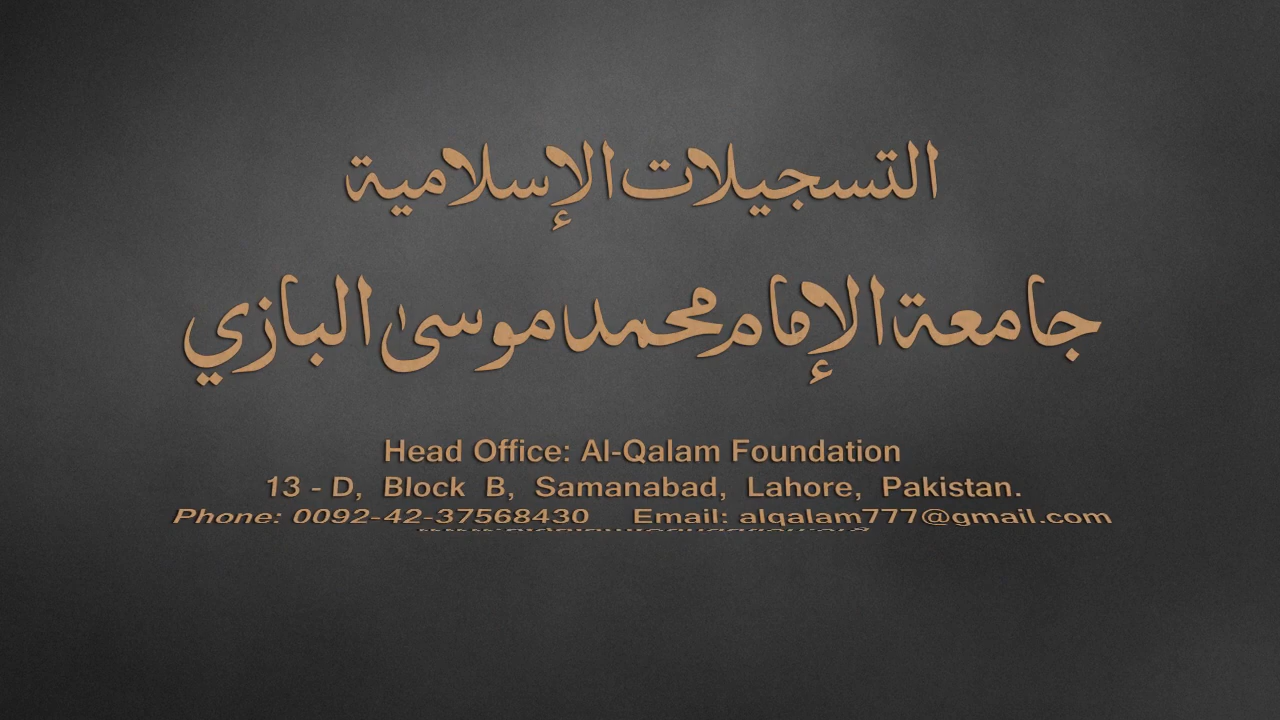 التسجيلات الإسلامية
جامعة الإمام محمد موسىٰ البازي
Head Office: Al-Qalam Foundation
13 - D, Block B, Samanabad, Lahore, Pakistan.
Phone: 0092-42-37568430 Email: alqalam777@gmail.com